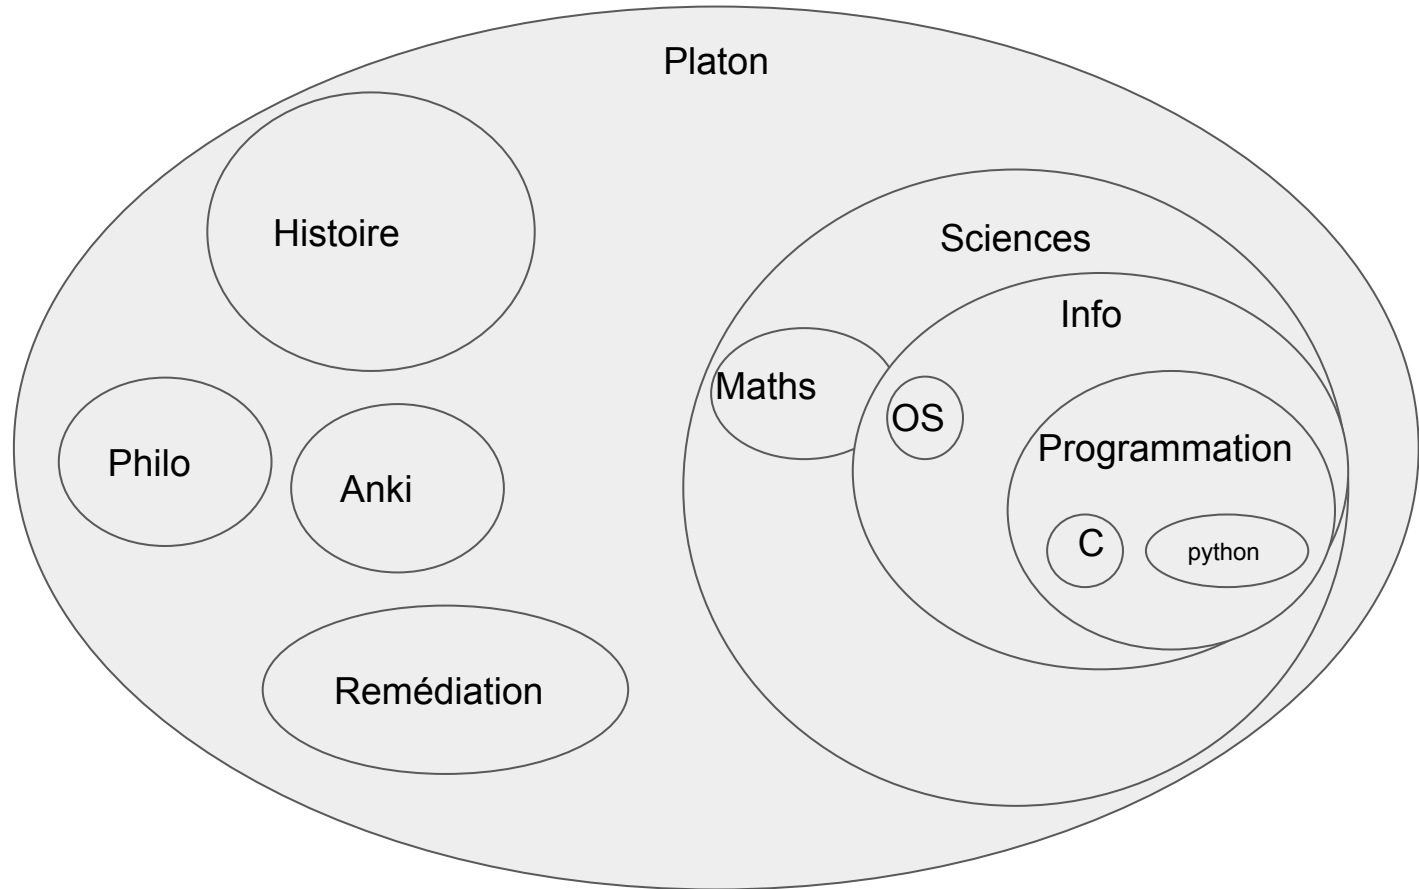 Platon
Histoire
Sciences
Info
Maths
OS
Programmation
Philo
Anki
C
python
Remédiation